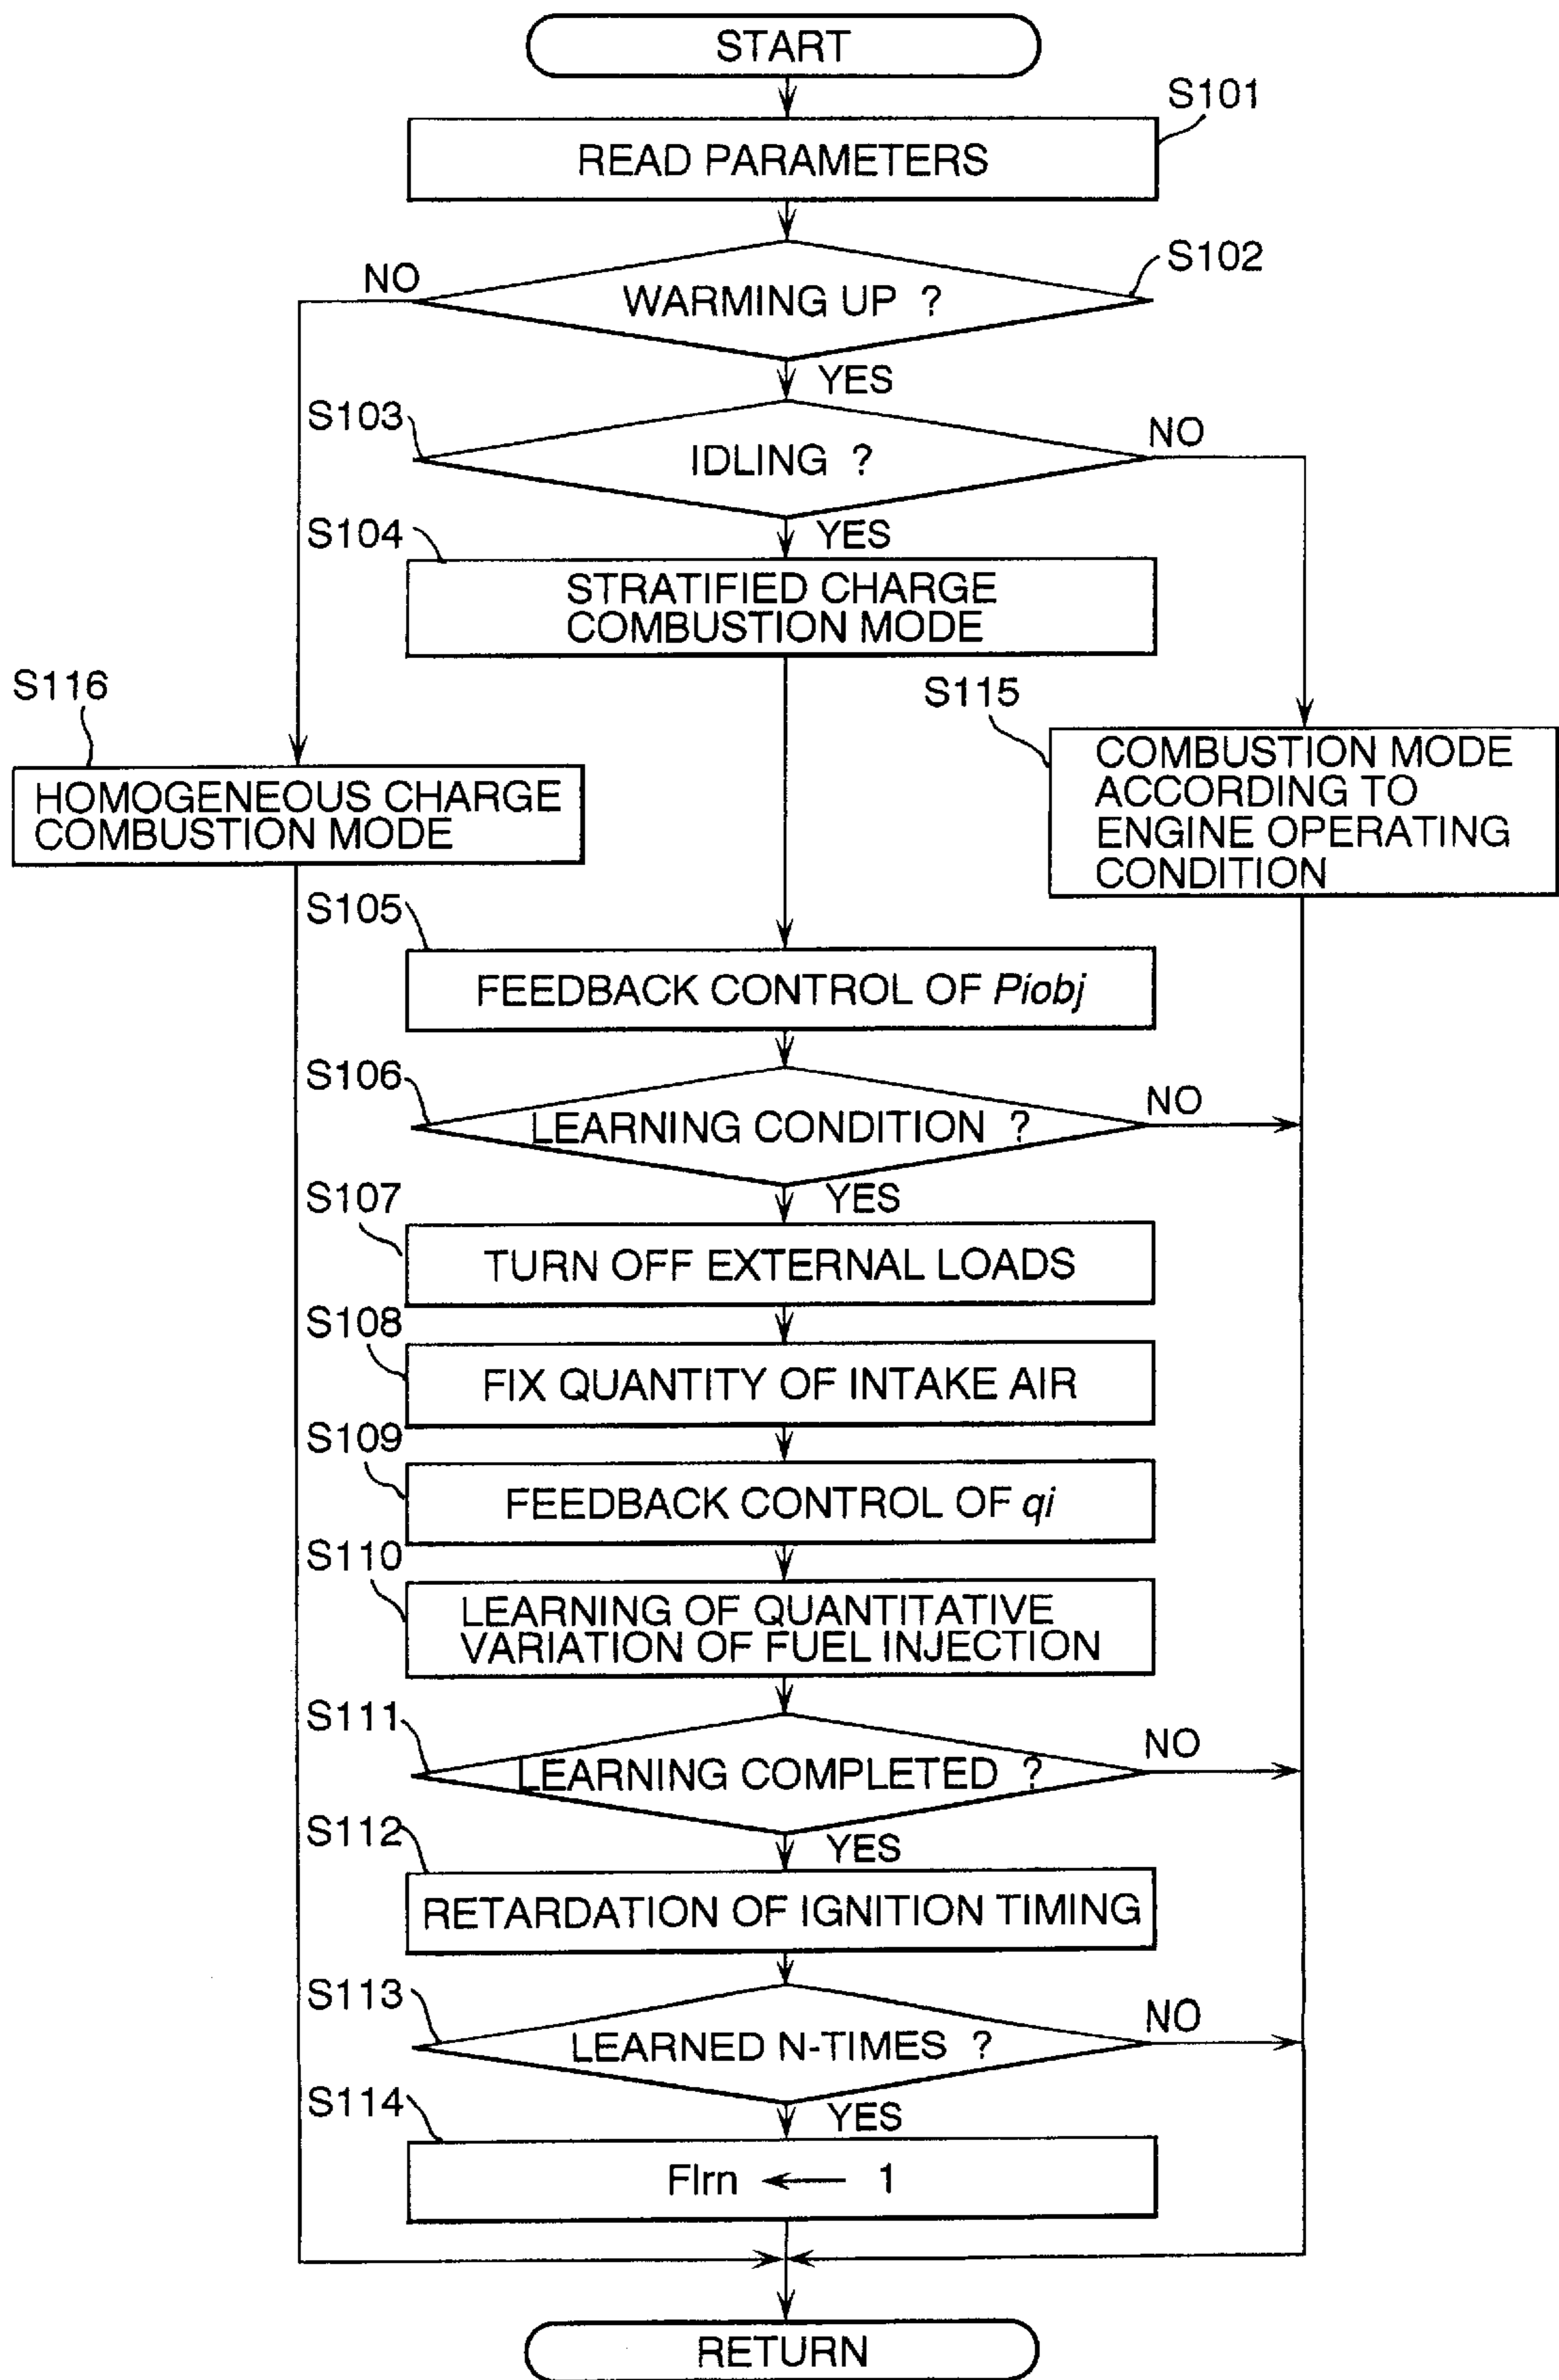 START
S101
READ PARAMETERS
S102
NO
WARMING UP ?
YES
S103
NO
IDLING ?
YES
S104
STRATIFIED CHARGE
COMBUSTION MODE
S116
HOMOGENEOUS CHARGE
COMBUSTION MODE
S115
COMBUSTION MODE
ACCORDING TO
ENGINE OPERATING
CONDITION
S105
FEEDBACK CONTROL OF Piobj
S106
NO
LEARNING CONDITION ?
YES
S107
TURN OFF EXTERNAL LOADS
S108
FIX QUANTITY OF INTAKE AIR
S109
FEEDBACK CONTROL OF qi
S110
LEARNING OF QUANTITATIVE
VARIATION OF FUEL INJECTION
S111
NO
LEARNING COMPLETED ?
YES
S112
RETARDATION OF IGNITION TIMING
S113
NO
LEARNED N-TIMES ?
YES
S114
Flrn ← 1
RETURN